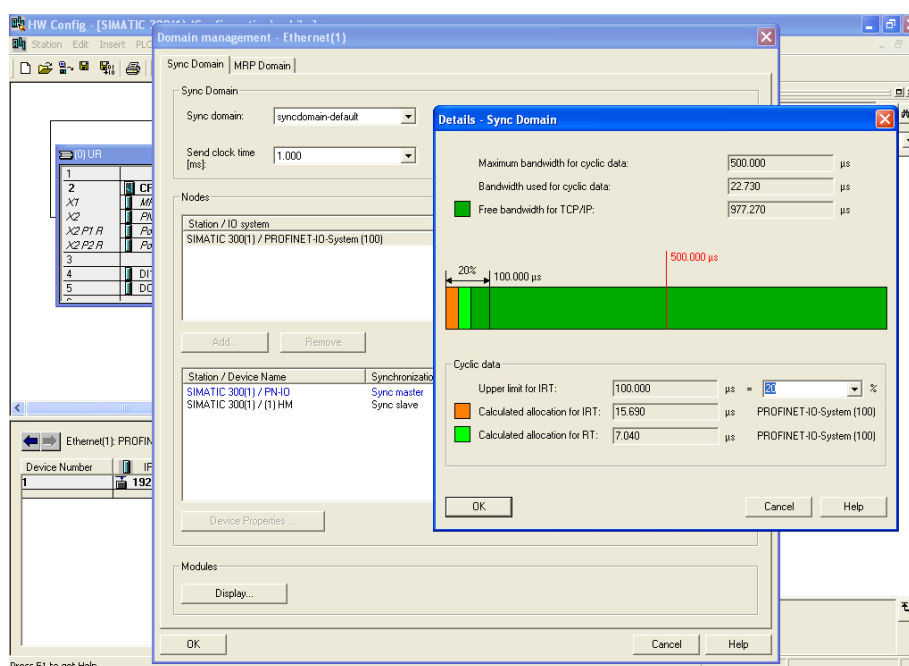 HW Config - [SIMATIC
Station Edit Insert PLC
Domain management - Ethernet(1)
Sync Domain MRP Domain
Sync Domain
Sync domain: syncdomain-default
Send clock time
[ms]: 1.000
Nodes
Station / IO system
SIMATIC 300(1) / PROFINET-IO-System (100)
Add... Remove
Station / Device Name
SIMATIC 300(1) / PN-IO Sync master
SIMATIC 300(1) / (1) HM Sync slave
Device Properties ...
Modules
Display...
OK Cancel Help
Details - Sync Domain
Maximum bandwidth for cyclic data: 500.000 µs
Bandwidth used for cyclic data: 22.730 µs
Free bandwidth for TCP/IP: 977.270 µs
500.000 µs
20% 100.000 µs
Cyclic data
Upper limit for IRT: 100.000 µs = 20 %
Calculated allocation for IRT: 15.690 µs PROFINET-IO-System (100)
Calculated allocation for RT: 7.040 µs PROFINET-IO-System (100)
OK Cancel Help
(0) UR
1
2
X1
X2
X2 P1 R
X2 P2 R
3
4
5
Ethernet(1):
Device Number
1 192
Press F1 to get Help.